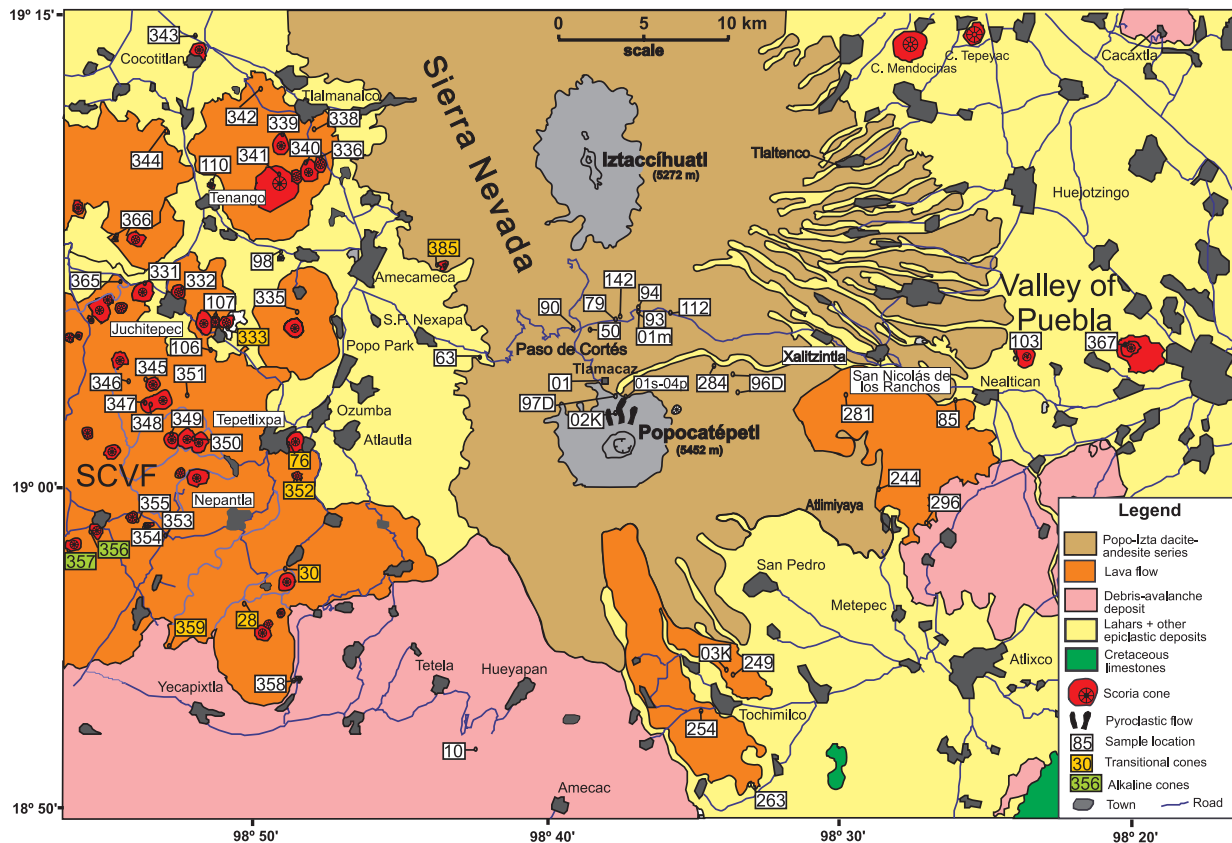 19º 15'
19º 00'
18º 50'
98º 50'
98º 40'
98º 30'
98º 20'
0 5 10 km
scale
343
Cocotitlan
Tlalmanalco
342
339
338
344
341
340
336
110
Tenango
366
98
385
Amecameca
365
331
332
107
335
Juchitepec
333
106
S.P. Nexapa
Popo Park
63
346
345
351
347
348
349
Tepetlixpa
350
Ozumba
Atlautla
76
SCVF
352
Nepantla
355
353
354
356
357
30
28
359
358
Yecapixtla
Tetela
Hueyapan
10
Amecac
Sierra Nevada
Iztaccíhuatl
(5272 m)
142
90
79
94
112
50
93
01m
Paso de Cortés
Tlamacaz
01
01s-04p
284
96D
97D
02K
Popocatépetl
(5452 m)
C. Mendocinas
C. Tepeyac
Cacáxtla
Tlaltenco
Huejotzingo
Valley of
Puebla
103
367
Xalitzintla
San Nicolás de
los Ranchos
Nealtican
281
85
244
296
Atlimiyaya
San Pedro
Metepec
Atlixco
03K
249
Tochimilco
254
263
Legend
Popo-Izta dacite-
andesite series
Lava flow
Debris-avalanche
deposit
Lahars + other
epiclastic deposits
Cretaceous
limestones
Scoria cone
Pyroclastic flow
85 Sample location
30 Transitional cones
356 Alkaline cones
Town
Road